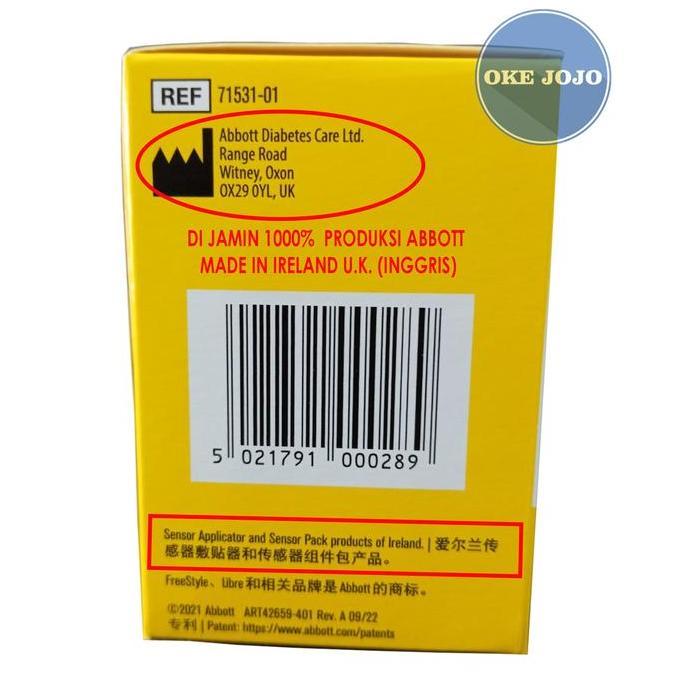 OKE JOJO
REF 71531-01
Abbott Diabetes Care Ltd.
Range Road
Witney, Oxon
OX29 0YL, UK
DI JAMIN 1000% PRODUKSI ABBOTT
MADE IN IRELAND U.K. (INGGRIS)
5 021791 000289
Sensor Applicator and Sensor Pack products of Ireland. | 爱尔兰传
感器敷贴器和传感器组件包产品。
FreeStyle、Libre和相关品牌是Abbott的商标。
©2021 Abbott ART42659-401 Rev. A 09/22
专利 | Patent: https://www.abbott.com/patents